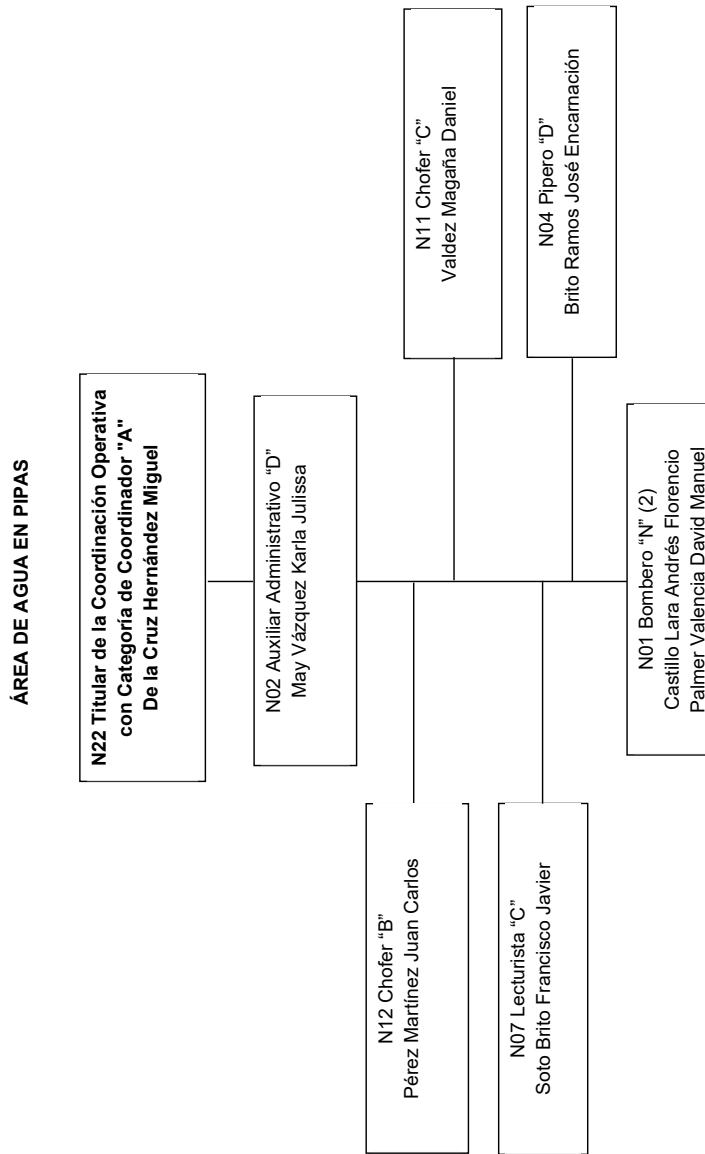 ÁREA DE AGUA EN PIPAS
N22 Titular de la Coordinación Operativa
con Categoría de Coordinador "A"
De la Cruz Hernández Miguel
N02 Auxiliar Administrativo “D”
May Vázquez Karla Julissa
N12 Chofer “B”
Pérez Martínez Juan Carlos
N11 Chofer “C”
Valdez Magaña Daniel
N07 Lecturista “C”
Soto Brito Francisco Javier
N04 Pipero “D”
Brito Ramos José Encarnación
N01 Bombero “N” (2)
Castillo Lara Andrés Florencio
Palmer Valencia David Manuel